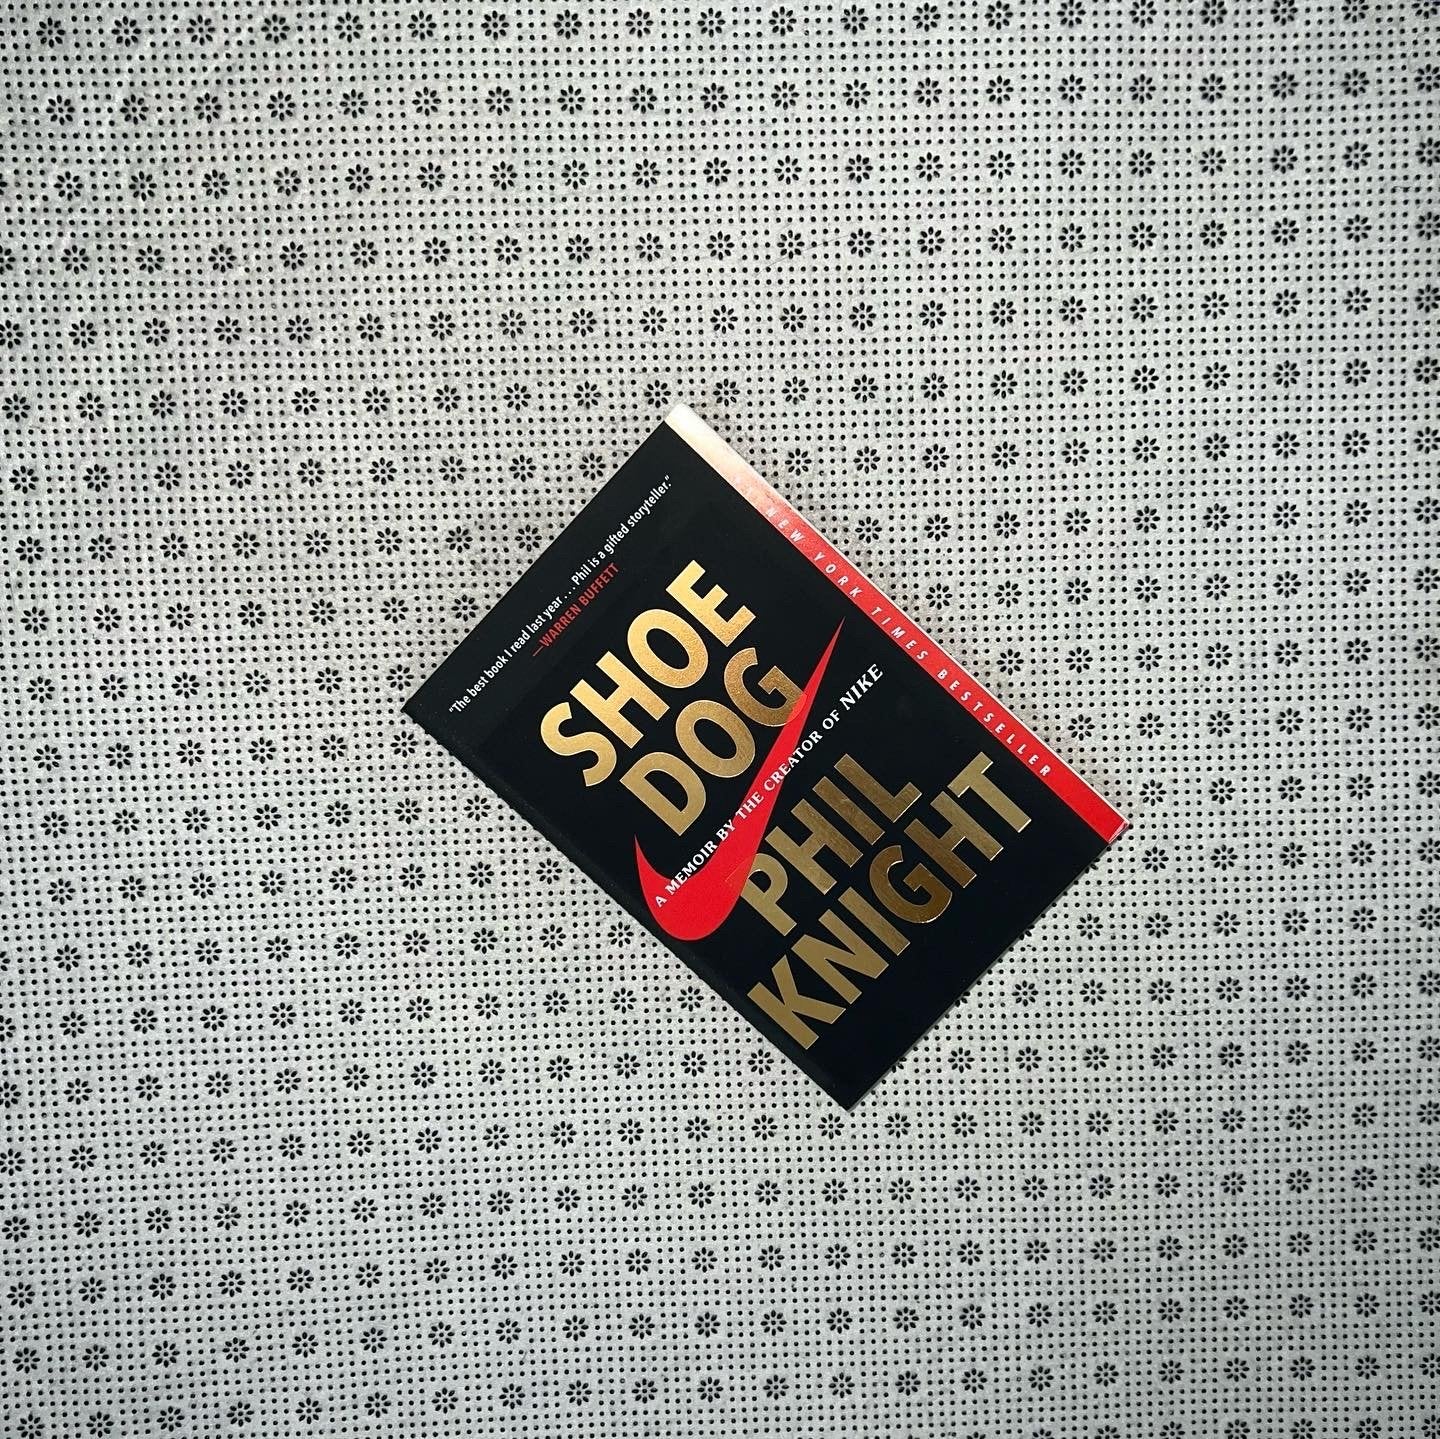 "The best book I read last year . . . Phil is a gifted storyteller."
—WARREN BUFFETT
SHOE
DOG
A MEMOIR BY THE CREATOR OF NIKE
PHIL
KNIGHT
NEW YORK TIMES BESTSELLER